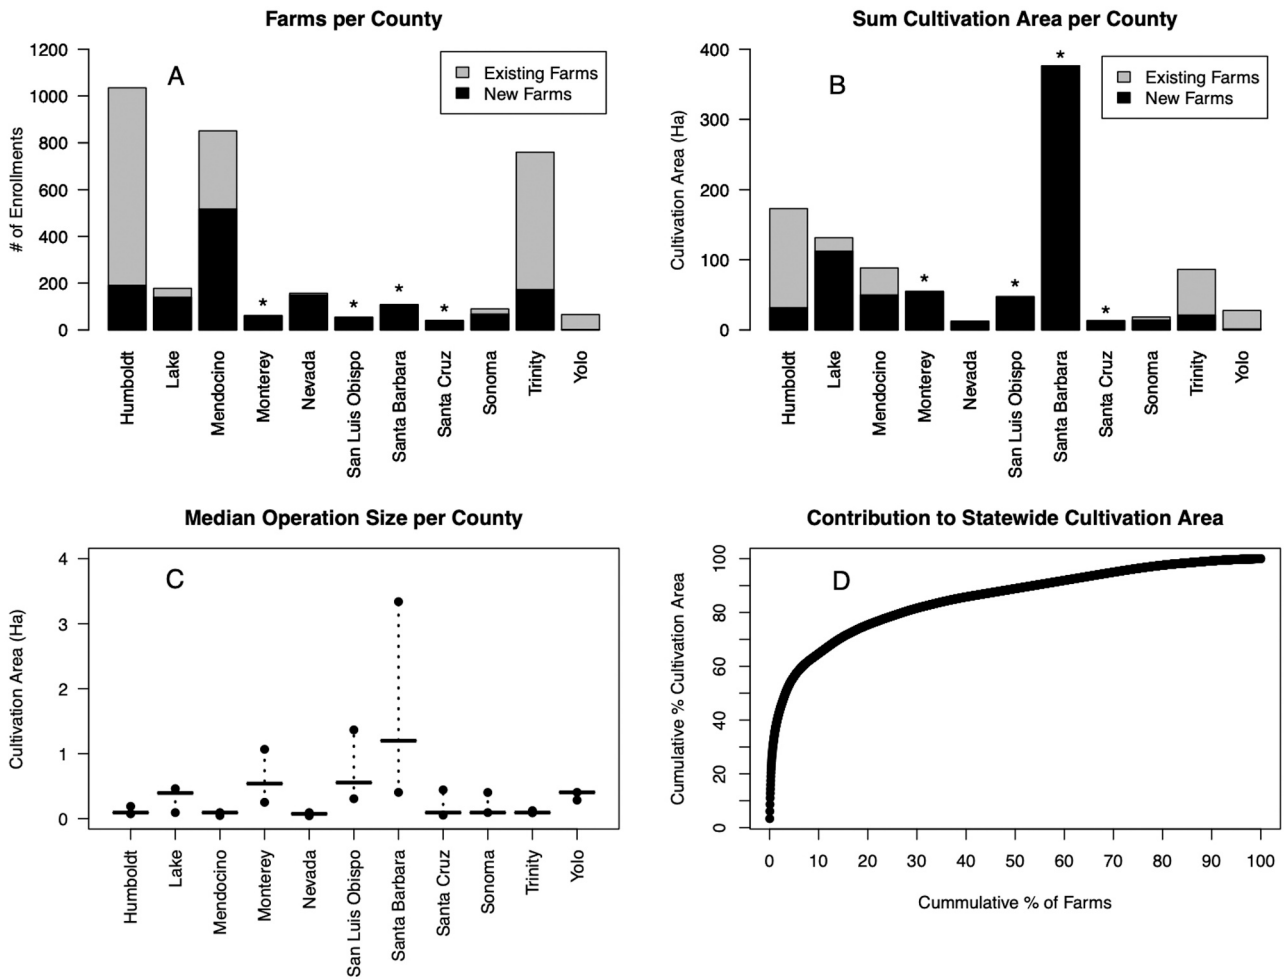 Farms per County
A
Existing Farms
New Farms
# of Enrollments
1200
1000
800
600
400
200
0
* * * *
Humboldt
Lake
Mendocino
Monterey
Nevada
San Luis Obispo
Santa Barbara
Santa Cruz
Sonoma
Trinity
Yolo
Sum Cultivation Area per County
B
Existing Farms
New Farms
Cultivation Area (Ha)
400
300
200
100
0
* * * *
Humboldt
Lake
Mendocino
Monterey
Nevada
San Luis Obispo
Santa Barbara
Santa Cruz
Sonoma
Trinity
Yolo
Median Operation Size per County
C
Cultivation Area (Ha)
4
3
2
1
0
Humboldt
Lake
Mendocino
Monterey
Nevada
San Luis Obispo
Santa Barbara
Santa Cruz
Sonoma
Trinity
Yolo
Contribution to Statewide Cultivation Area
D
Cumulative % Cultivation Area
100
80
60
40
20
0
0 10 20 30 40 50 60 70 80 90 100
Cummulative % of Farms